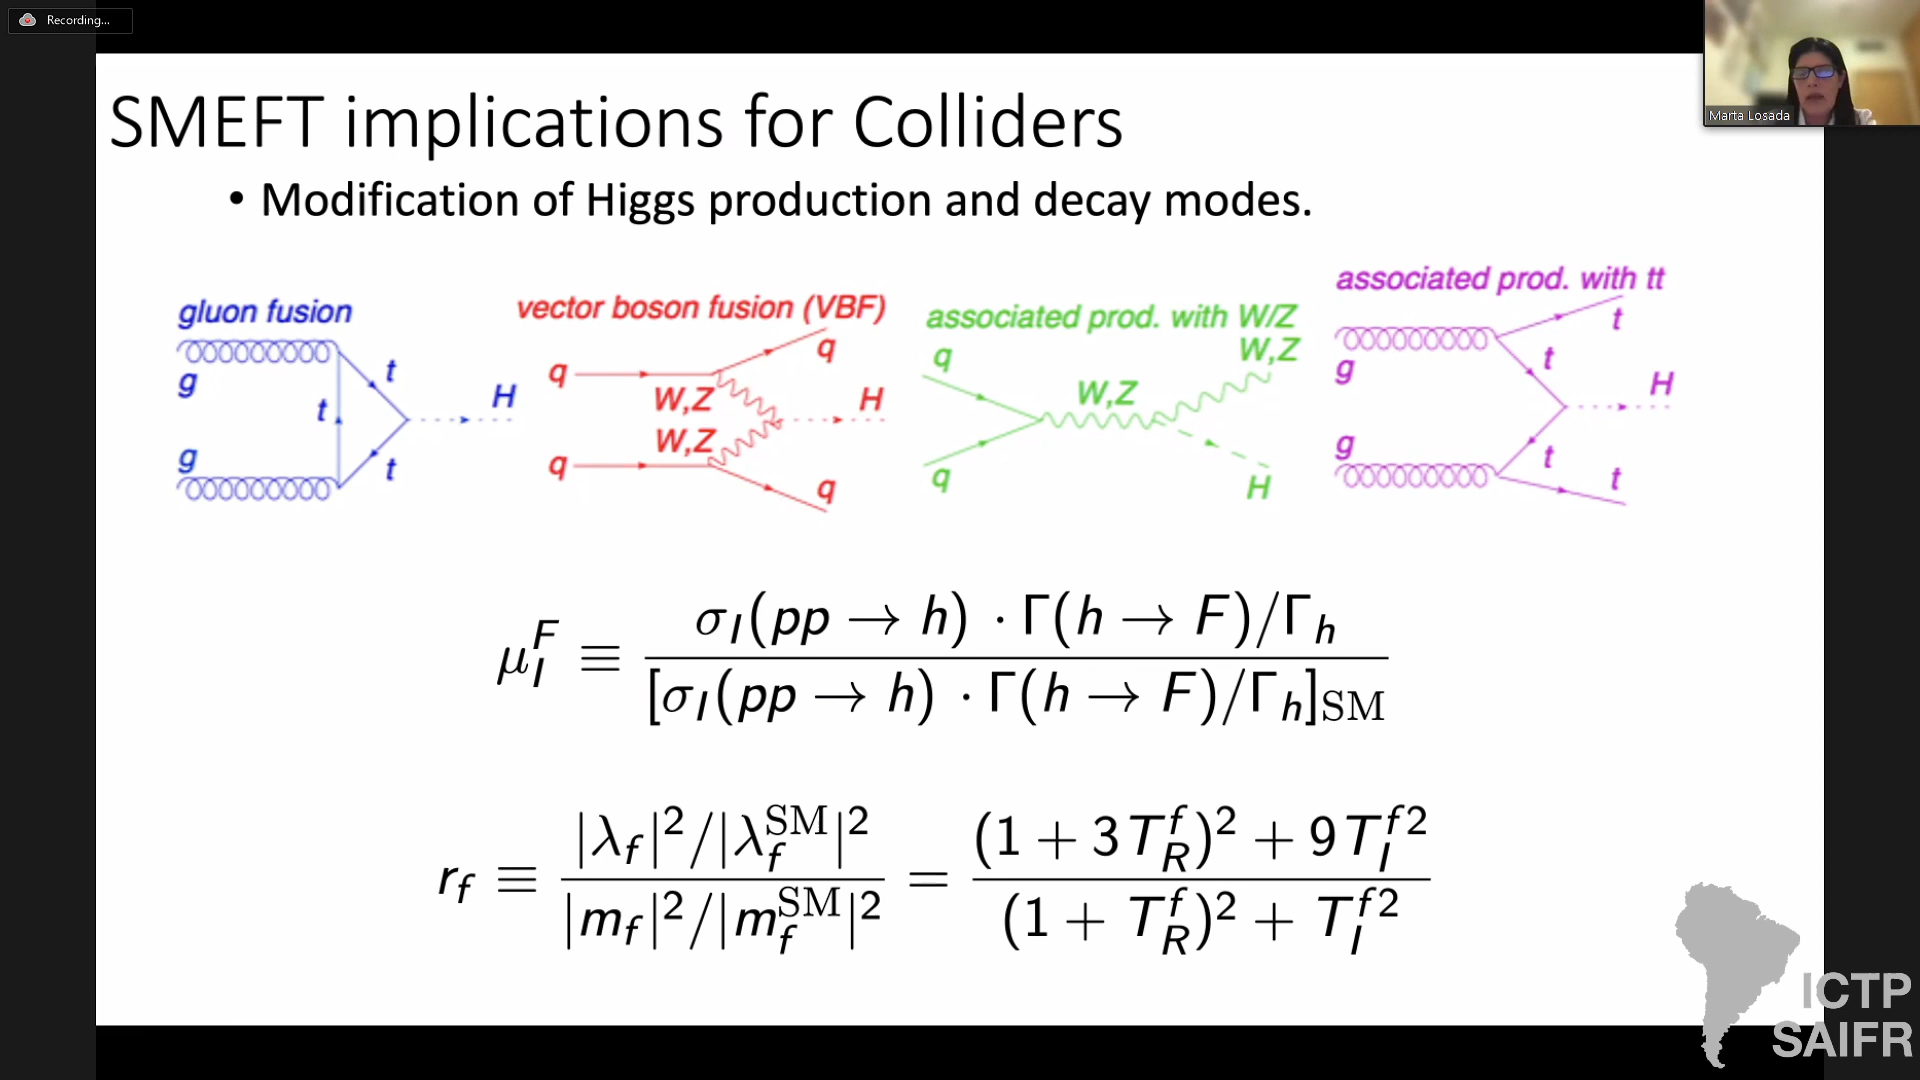 Recording...
Marta Losada
SMEFT implications for Colliders
• Modification of Higgs production and decay modes.
gluon fusion
g
g
t
t
t
H
vector boson fusion (VBF)
q
q
W,Z
W,Z
q
q
H
associated prod. with W/Z
q
q
W,Z
W,Z
H
associated prod. with tt
g
g
t
t
t
t
H
μ_I^F ≡ σ_I(pp → h) · Γ(h → F)/Γ_h
[σ_I(pp → h) · Γ(h → F)/Γ_h]_SM
r_f ≡ |λ_f|²/|λ_f^SM|² = (1 + 3T_R^f)² + 9T_I^f2
|m_f|²/|m_f^SM|² (1 + T_R^f)² + T_I^f2
ICTP
SAIFR